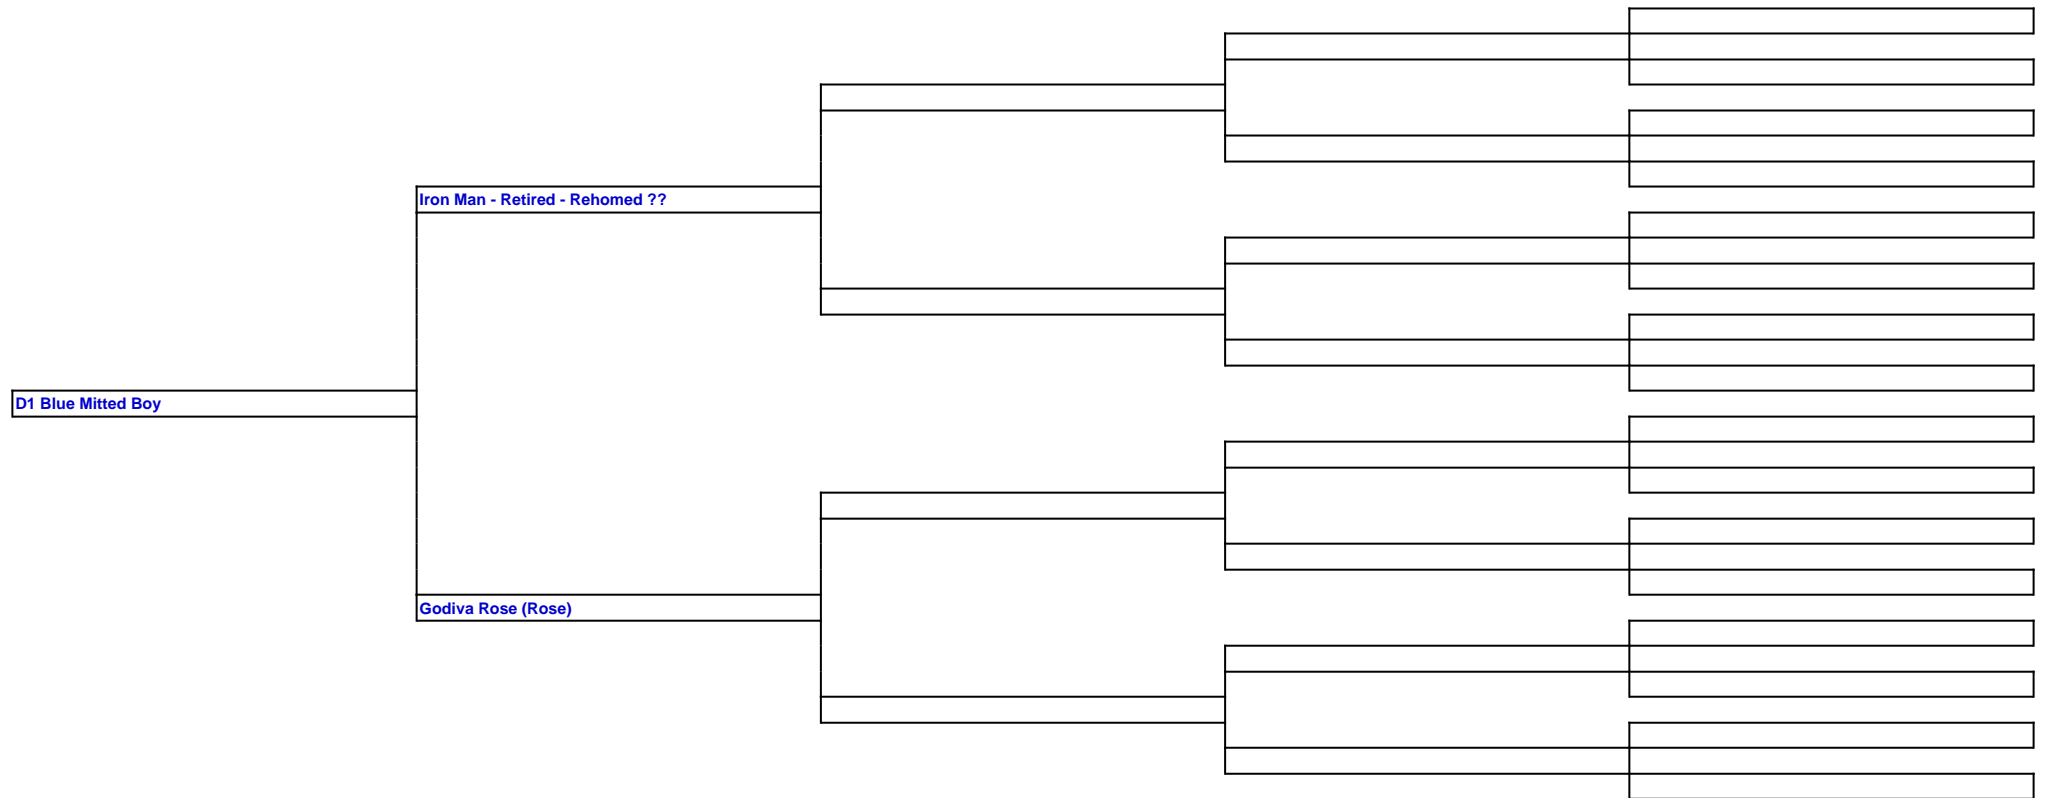 Iron Man - Retired - Rehomed ??
D1 Blue Mitted Boy
Godiva Rose (Rose)